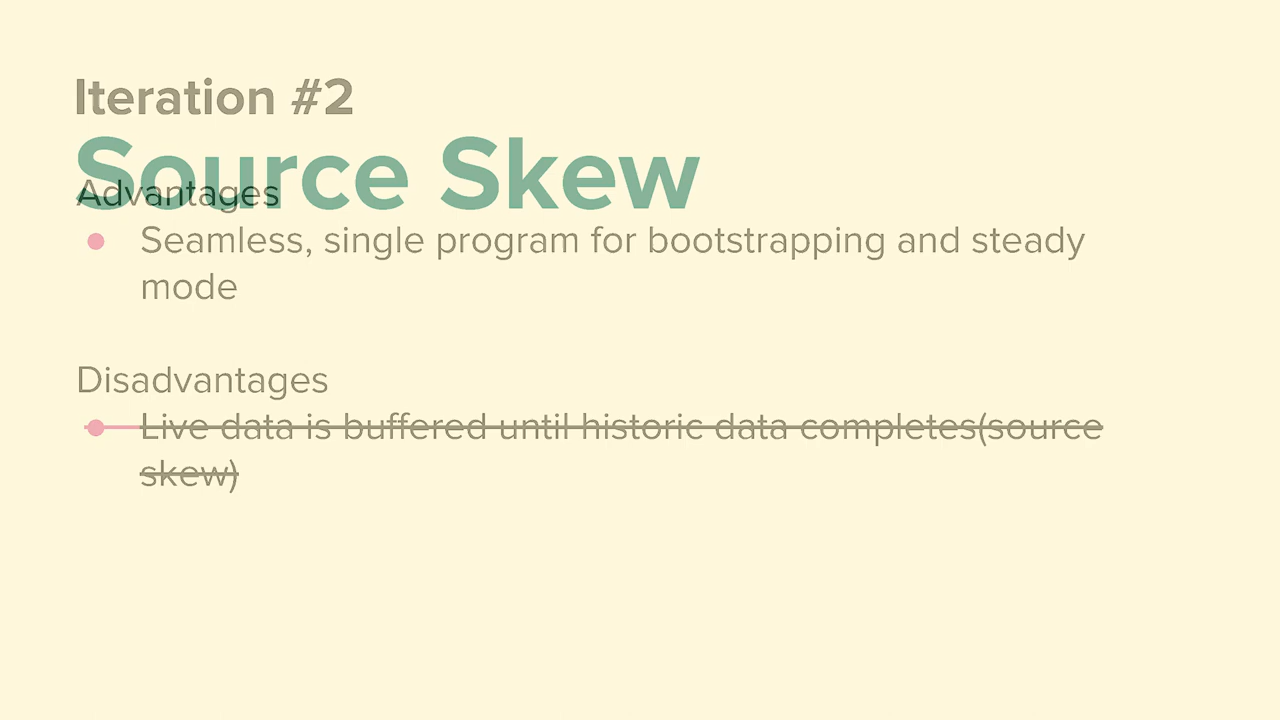 Iteration #2
Source Skew
Advantages
Seamless, single program for bootstrapping and steady
mode
Disadvantages
Live data is buffered until historic data completes(source
skew)